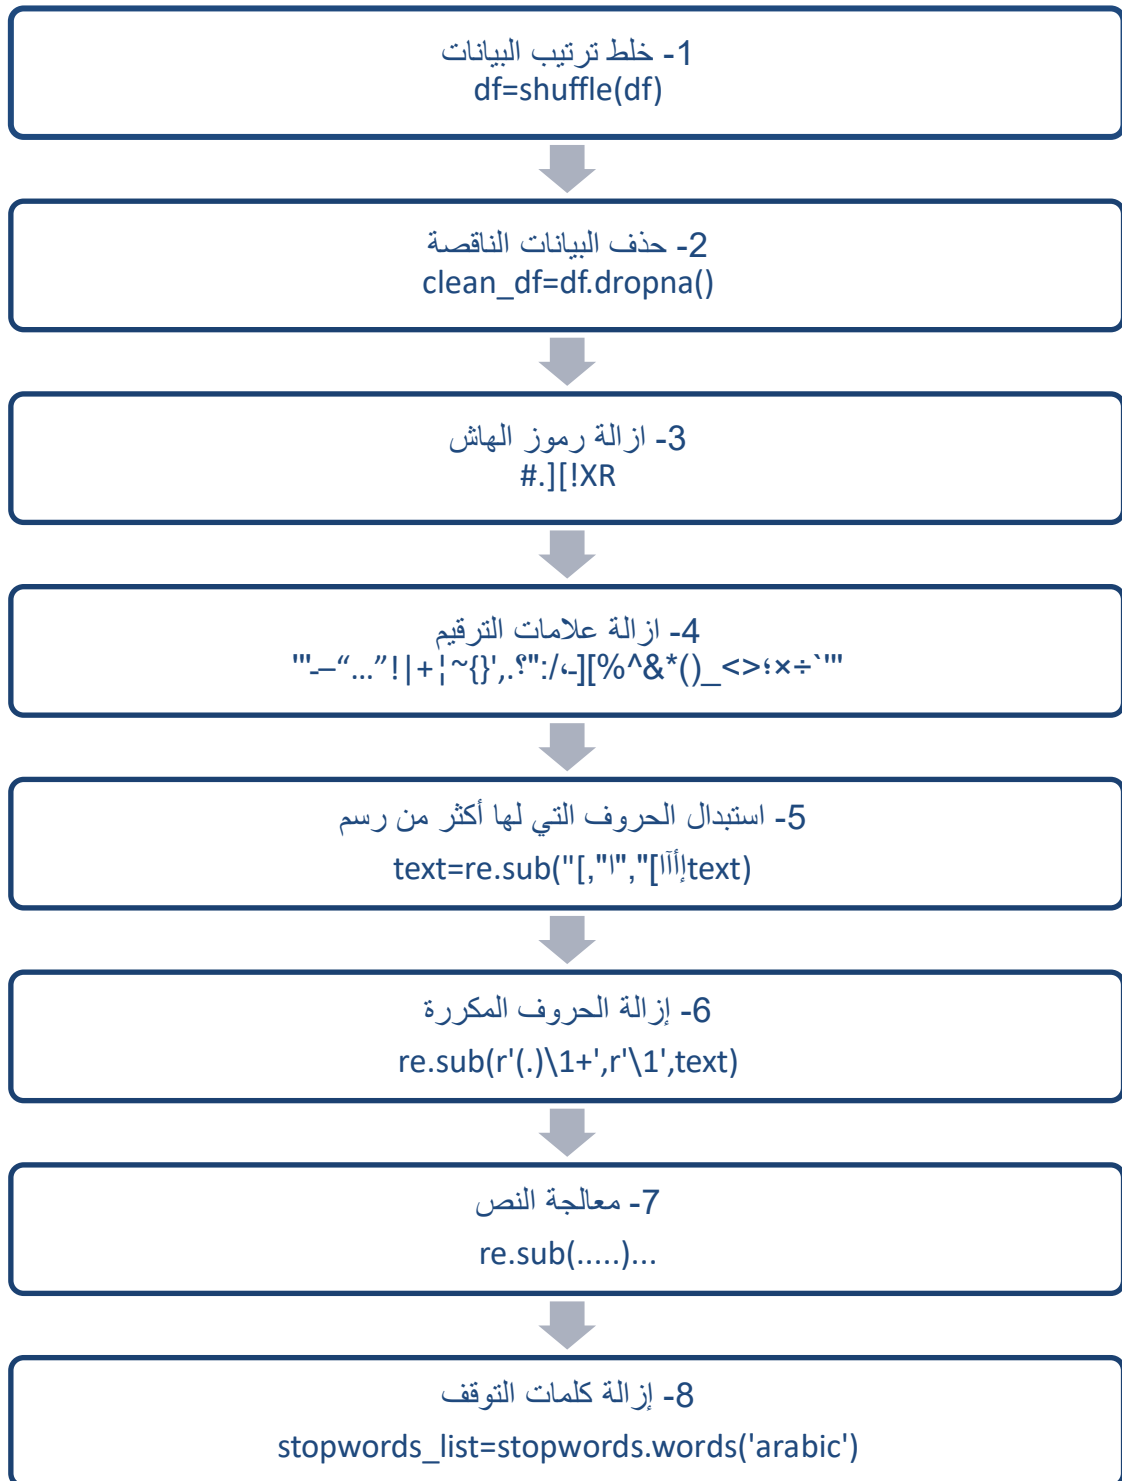 1- خلط ترتيب البيانات
df=shuffle(df)
2- حذف البيانات الناقصة
clean_df=df.dropna()
3- ازالة رموز الهاش
#.][!XR
4- ازالة علامات الترقيم
'''`÷×؛<>_()*&^%][ـ،/:"؟.,'{}~¦+|!”…“–ـ'''
5- استبدال الحروف التي لها أكثر من رسم
text=re.sub("[إأآا]","ا",text)
6- إزالة الحروف المكررة
re.sub(r'(.)\1+',r'\1',text)
7- معالجة النص
re.sub(.....)...
8- إزالة كلمات التوقف
stopwords_list=stopwords.words('arabic')